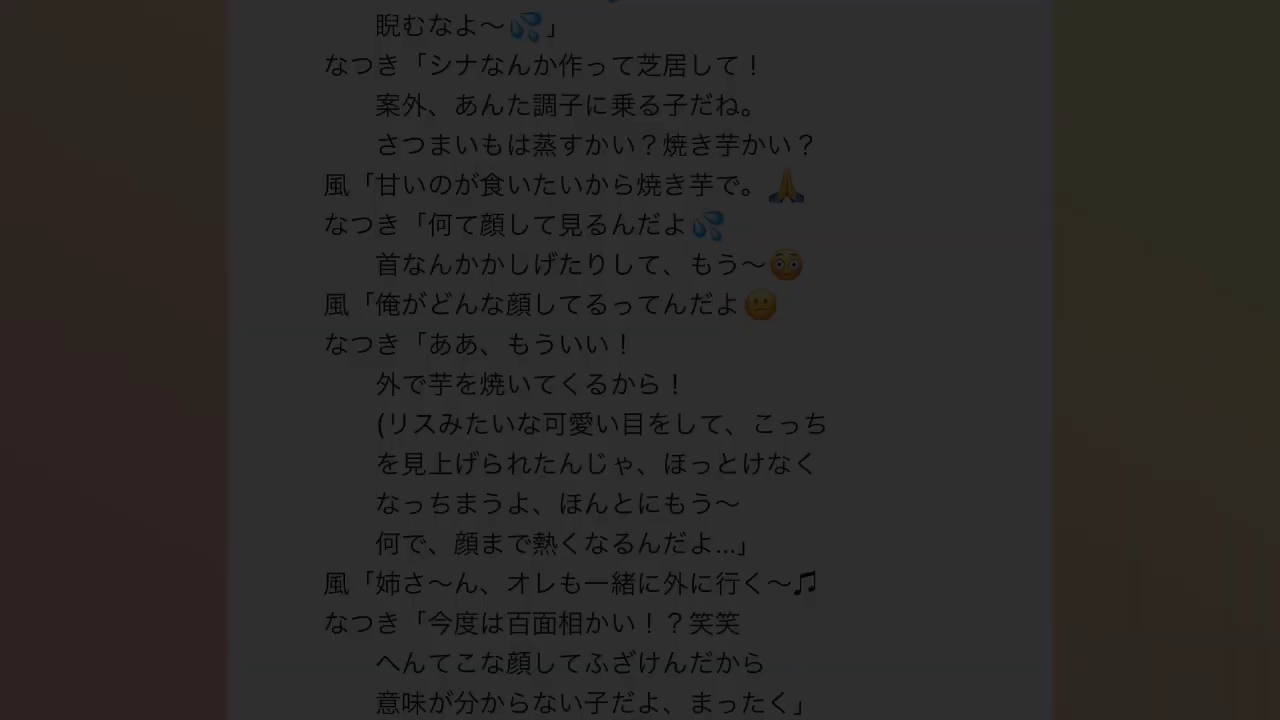 睨むなよ〜💦」
なつき「シナなんか作って芝居して！
案外、あんた調子に乗る子だね。
さつまいもは蒸すかい？焼き芋かい？
風「甘いのが食いたいから焼き芋で。🙏
なつき「何て顔して見るんだよ💦
首なんかかしげたりして、もう〜😳
風「俺がどんな顔してるってんだよ😐
なつき「ああ、もういい！
外で芋を焼いてくるから！
(リスみたいな可愛い目をして、こっち
を見上げられたんじゃ、ほっとけなく
なっちまうよ、ほんとにもう〜
何で、顔まで熱くなるんだよ…」
風「姉さ〜ん、オレも一緒に外に行く〜♫
なつき「今度は百面相かい！？笑笑
へんてこな顔してふざけんだから
意味が分からない子だよ、まったく」